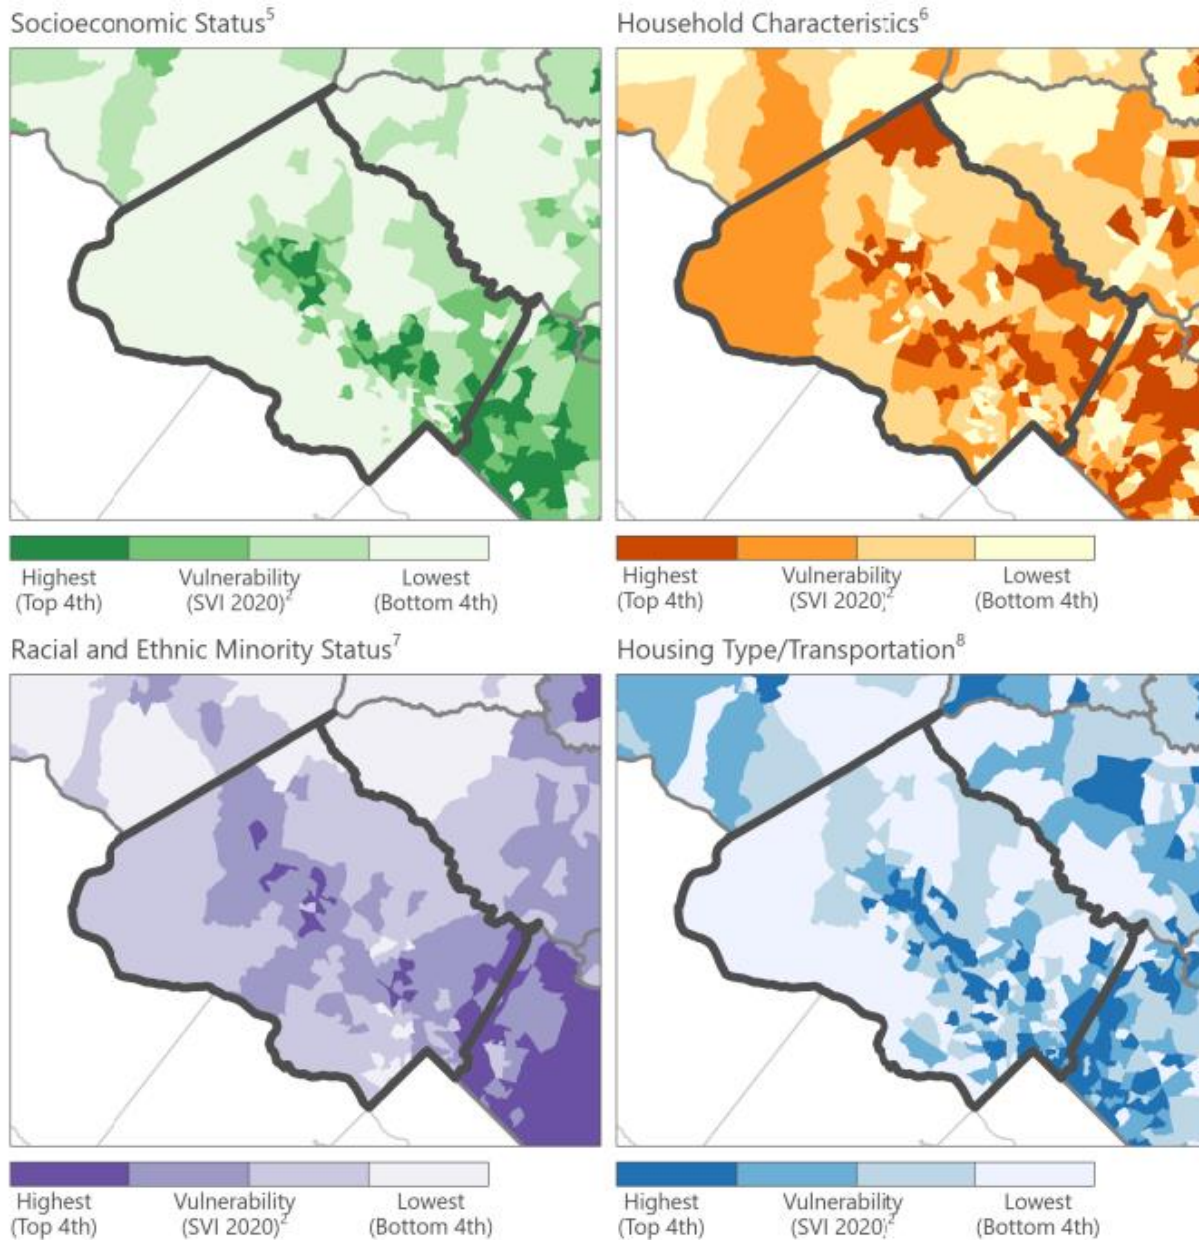 Socioeconomic Status⁵
Household Characteristics⁶
Highest (Top 4th)
Vulnerability (SVI 2020)²
Lowest (Bottom 4th)
Highest (Top 4th)
Vulnerability (SVI 2020)²
Lowest (Bottom 4th)
Racial and Ethnic Minority Status⁷
Housing Type/Transportation⁸
Highest (Top 4th)
Vulnerability (SVI 2020)²
Lowest (Bottom 4th)
Highest (Top 4th)
Vulnerability (SVI 2020)²
Lowest (Bottom 4th)